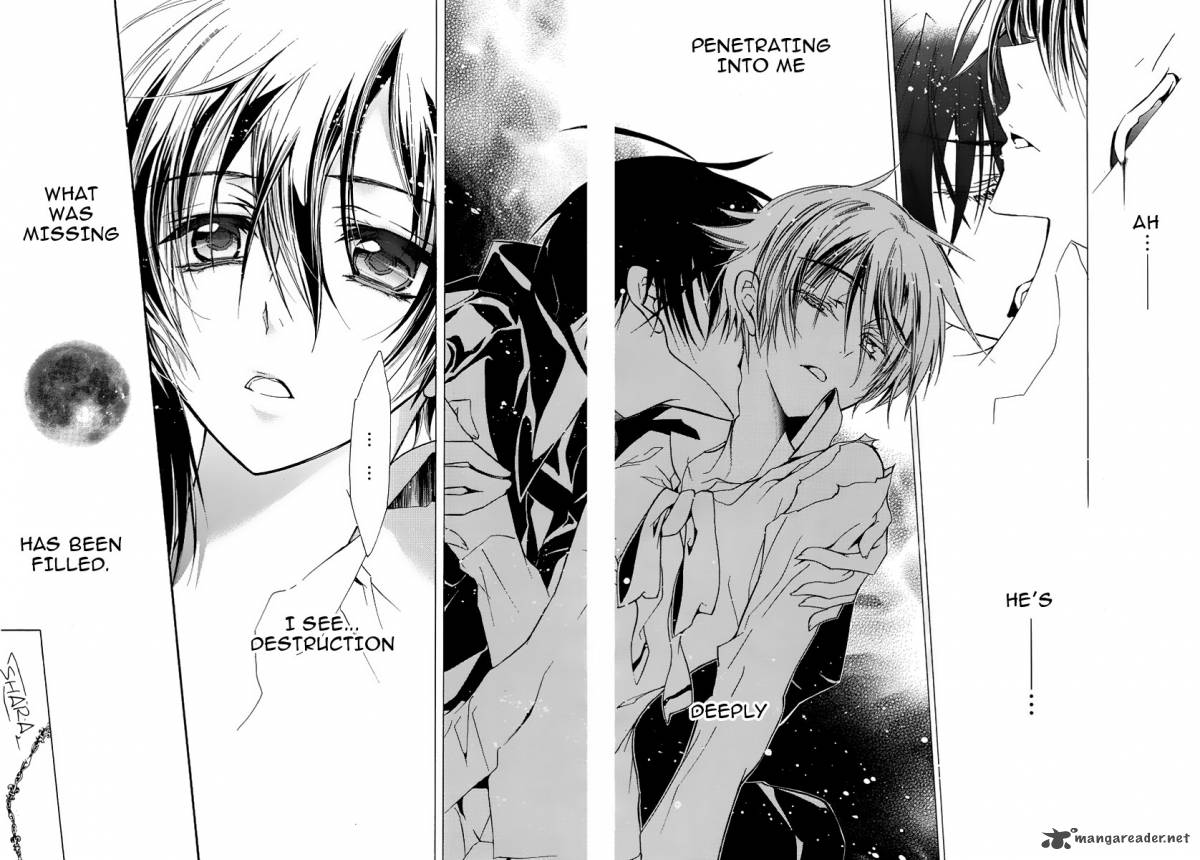 AH
......
HE'S
......
PENETRATING
INTO ME
DEEPLY
......
I SEE...
DESTRUCTION
WHAT
WAS
MISSING
HAS BEEN
FILLED.
SHARA
mangareader.net